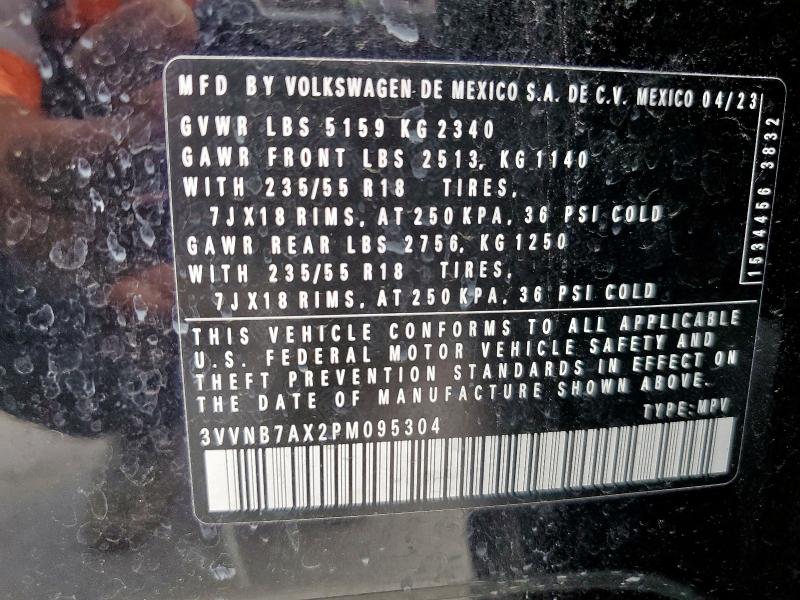 MFD BY VOLKSWAGEN DE MEXICO S.A. DE C.V. MEXICO 04/23
GVWR LBS 5159 KG 2340
GAWR FRONT LBS 2513, KG 1140
WITH 235/55 R18 TIRES,
7JX18 RIMS, AT 250 KPA, 36 PSI COLD
GAWR REAR LBS 2756, KG 1250
WITH 235/55 R18 TIRES,
7JX18 RIMS, AT 250 KPA, 36 PSI COLD
1534456 3832
THIS VEHICLE CONFORMS TO ALL APPLICABLE
U.S. FEDERAL MOTOR VEHICLE SAFETY AND
THEFT PREVENTION STANDARDS IN EFFECT ON
THE DATE OF MANUFACTURE SHOWN ABOVE.
TYPE: MPV
3VVNB7AX2PM095304